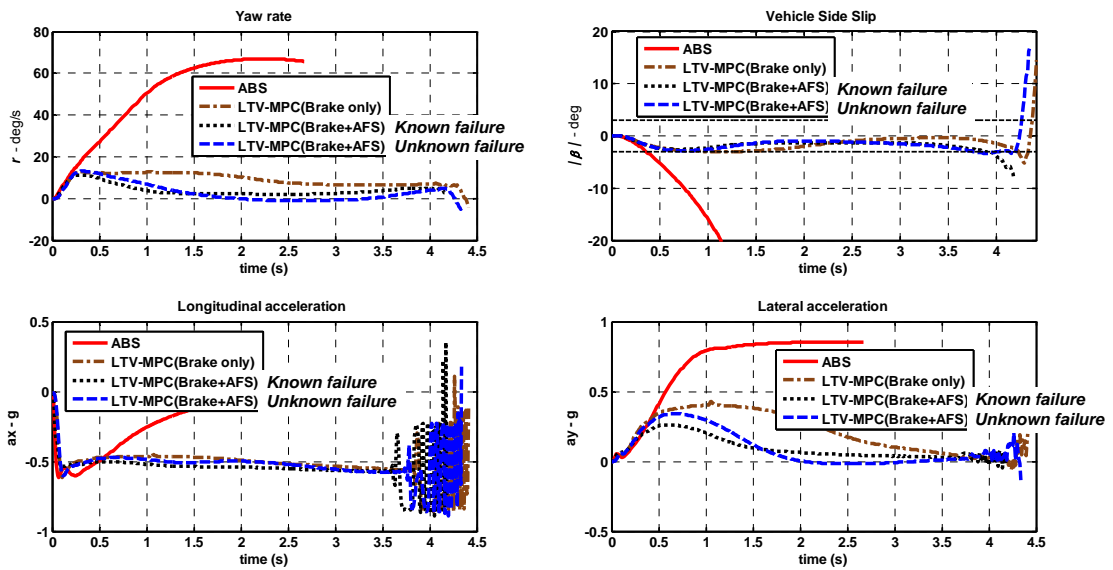 Yaw rate
80
60
40
20
0
-20
r - deg/s
ABS
LTV-MPC(Brake only)
LTV-MPC(Brake+AFS) Known failure
LTV-MPC(Brake+AFS) Unknown failure
0 0.5 1 1.5 2 2.5 3 3.5 4 4.5
time (s)
Vehicle Side Slip
20
10
0
-10
-20
| β | - deg
ABS
LTV-MPC(Brake only)
LTV-MPC(Brake+AFS) Known failure
LTV-MPC(Brake+AFS) Unknown failure
0 1 2 3 4
time (s)
Longitudinal acceleration
0.5
0
-0.5
-1
ax - g
ABS
LTV-MPC(Brake only)
LTV-MPC(Brake+AFS) Known failure
LTV-MPC(Brake+AFS) Unknown failure
0 0.5 1 1.5 2 2.5 3 3.5 4 4.5
time (s)
Lateral acceleration
1
0.5
0
-0.5
ay - g
ABS
LTV-MPC(Brake only)
LTV-MPC(Brake+AFS) Known failure
LTV-MPC(Brake+AFS) Unknown failure
0 0.5 1 1.5 2 2.5 3 3.5 4 4.5
time (s)